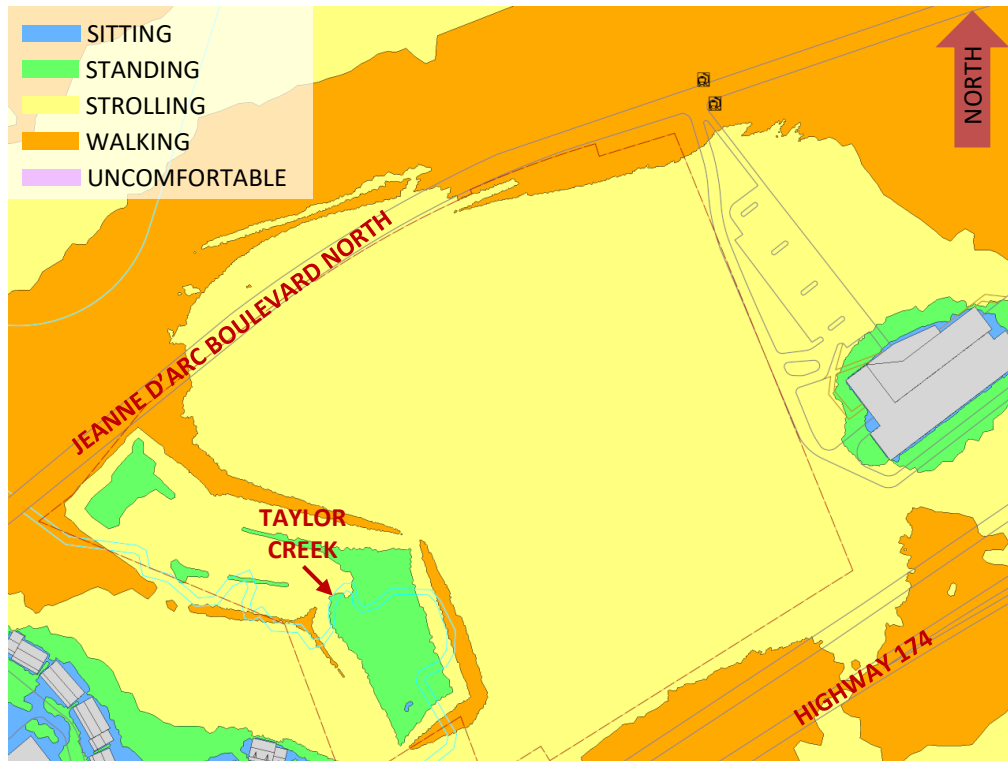 SITTING
STANDING
STROLLING
WALKING
UNCOMFORTABLE
NORTH
JEANNE D'ARC BOULEVARD NORTH
TAYLOR
CREEK
HIGHWAY 174